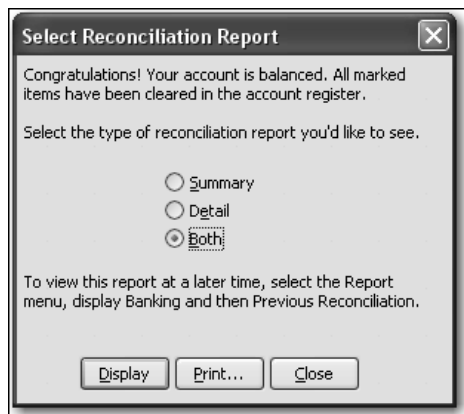 Select Reconciliation Report
Congratulations! Your account is balanced. All marked
items have been cleared in the account register.
Select the type of reconciliation report you'd like to see.
Summary
Detail
Both
To view this report at a later time, select the Report
menu, display Banking and then Previous Reconciliation.
Display Print... Close